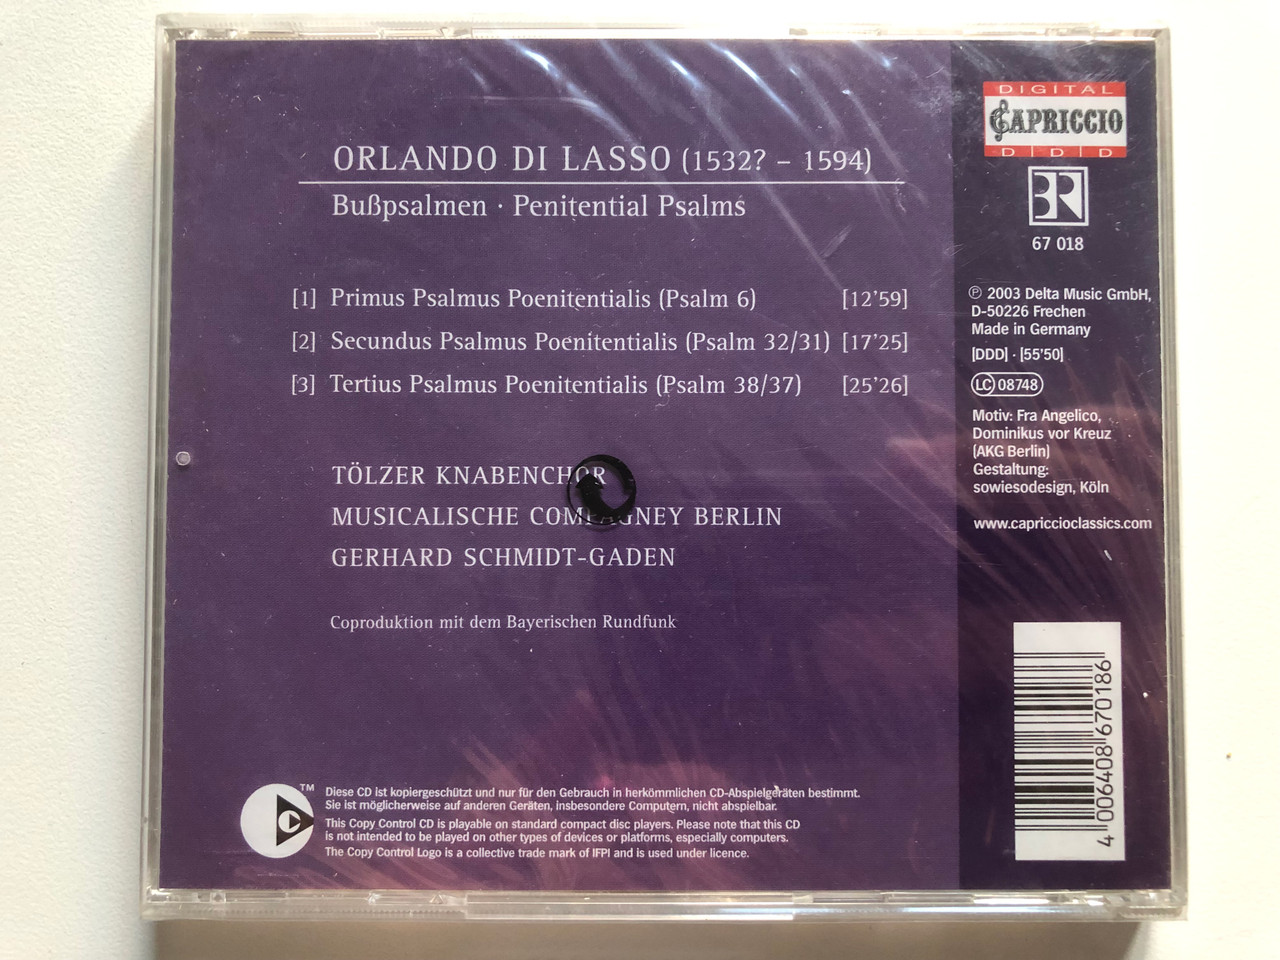 ORLANDO DI LASSO (1532? – 1594)
Bußpsalmen · Penitential Psalms
[1] Primus Psalmus Poenitentialis (Psalm 6) [12'59]
[2] Secundus Psalmus Poenitentialis (Psalm 32/31) [17'25]
[3] Tertius Psalmus Poenitentialis (Psalm 38/37) [25'26]
TÖLZER KNABENCHOR
MUSICALISCHE COMPAGNEY BERLIN
GERHARD SCHMIDT-GADEN
Coproduktion mit dem Bayerischen Rundfunk
TM
C
Diese CD ist kopiergeschützt und nur für den Gebrauch in herkömmlichen CD-Abspielgeräten bestimmt.
Sie ist möglicherweise auf anderen Geräten, insbesondere Computern, nicht abspielbar.
This Copy Control CD is playable on standard compact disc players. Please note that this CD
is not intended to be played on other types of devices or platforms, especially computers.
The Copy Control Logo is a collective trade mark of IFPI and is used under licence.
DIGITAL
CAPRICCIO
D | D | D
BR
67 018
℗ 2003 Delta Music GmbH,
D-50226 Frechen
Made in Germany
[DDD] · [55'50]
LC 08748
Motiv: Fra Angelico,
Dominikus vor Kreuz
(AKG Berlin)
Gestaltung:
sowiesodesign, Köln
www.capriccioclassics.com
4 006408 670186